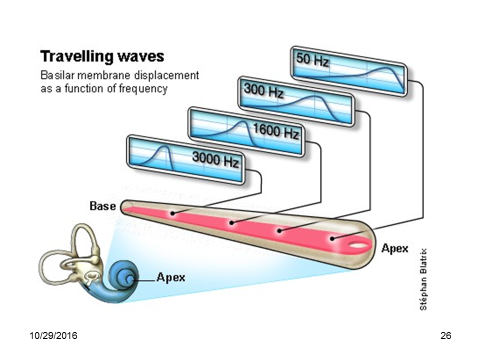 Travelling waves
Basilar membrane displacement
as a function of frequency
50 Hz
300 Hz
1600 Hz
3000 Hz
Base
Apex
Apex
Stéphan Blatrix
10/29/2016
26